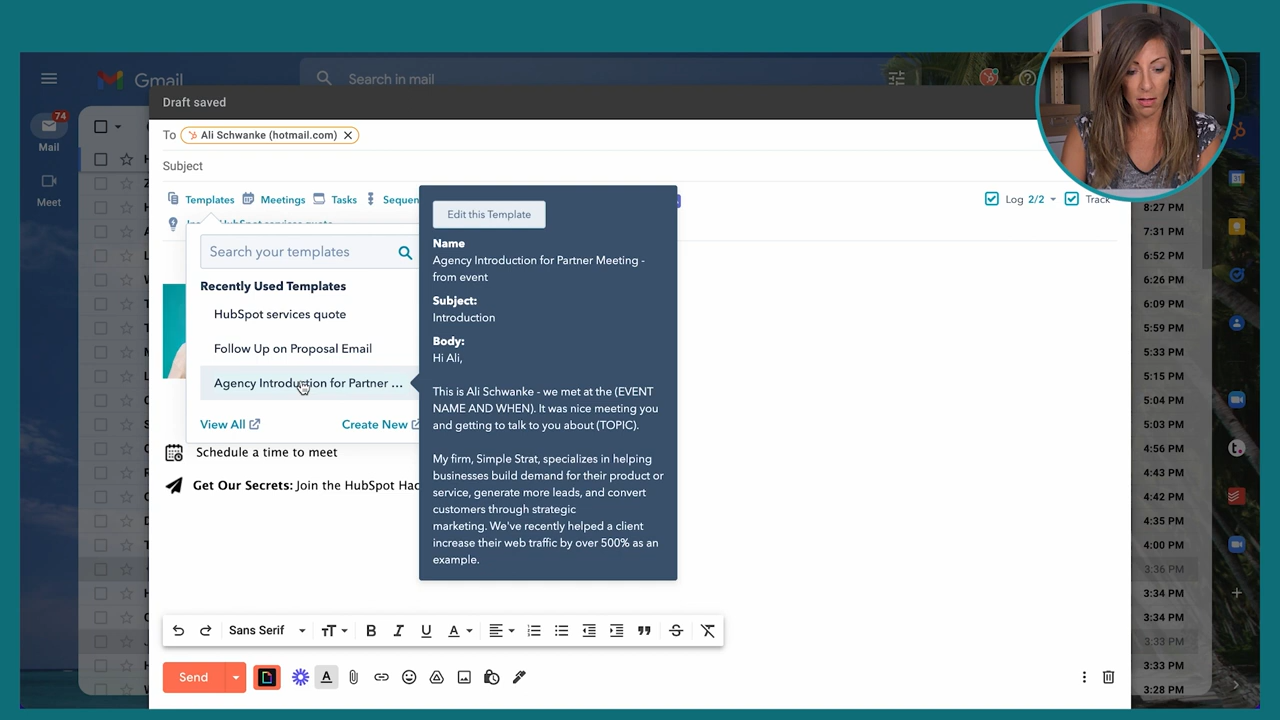 Gmail
Search in mail
74
Mail
Meet
Draft saved
To Ali Schwanke (hotmail.com)
Subject
Templates Meetings Tasks Sequen
Log 2/2 Track
HubSpot services quote
Search your templates
Recently Used Templates
HubSpot services quote
Follow Up on Proposal Email
Agency Introduction for Partner ...
View All Create New
Edit this Template
Name
Agency Introduction for Partner Meeting -
from event
Subject:
Introduction
Body:
Hi Ali,
This is Ali Schwanke - we met at the (EVENT
NAME AND WHEN). It was nice meeting you
and getting to talk to you about (TOPIC).
My firm, Simple Strat, specializes in helping
businesses build demand for their product or
service, generate more leads, and convert
customers through strategic
marketing. We've recently helped a client
increase their web traffic by over 500% as an
example.
Schedule a time to meet
Get Our Secrets: Join the HubSpot Hac
Sans Serif
Send
8:27 PM
7:31 PM
6:52 PM
6:26 PM
6:09 PM
5:59 PM
5:33 PM
5:15 PM
5:04 PM
4:56 PM
4:43 PM
4:42 PM
4:35 PM
4:00 PM
3:36 PM
3:34 PM
3:34 PM
3:33 PM
3:33 PM
3:28 PM